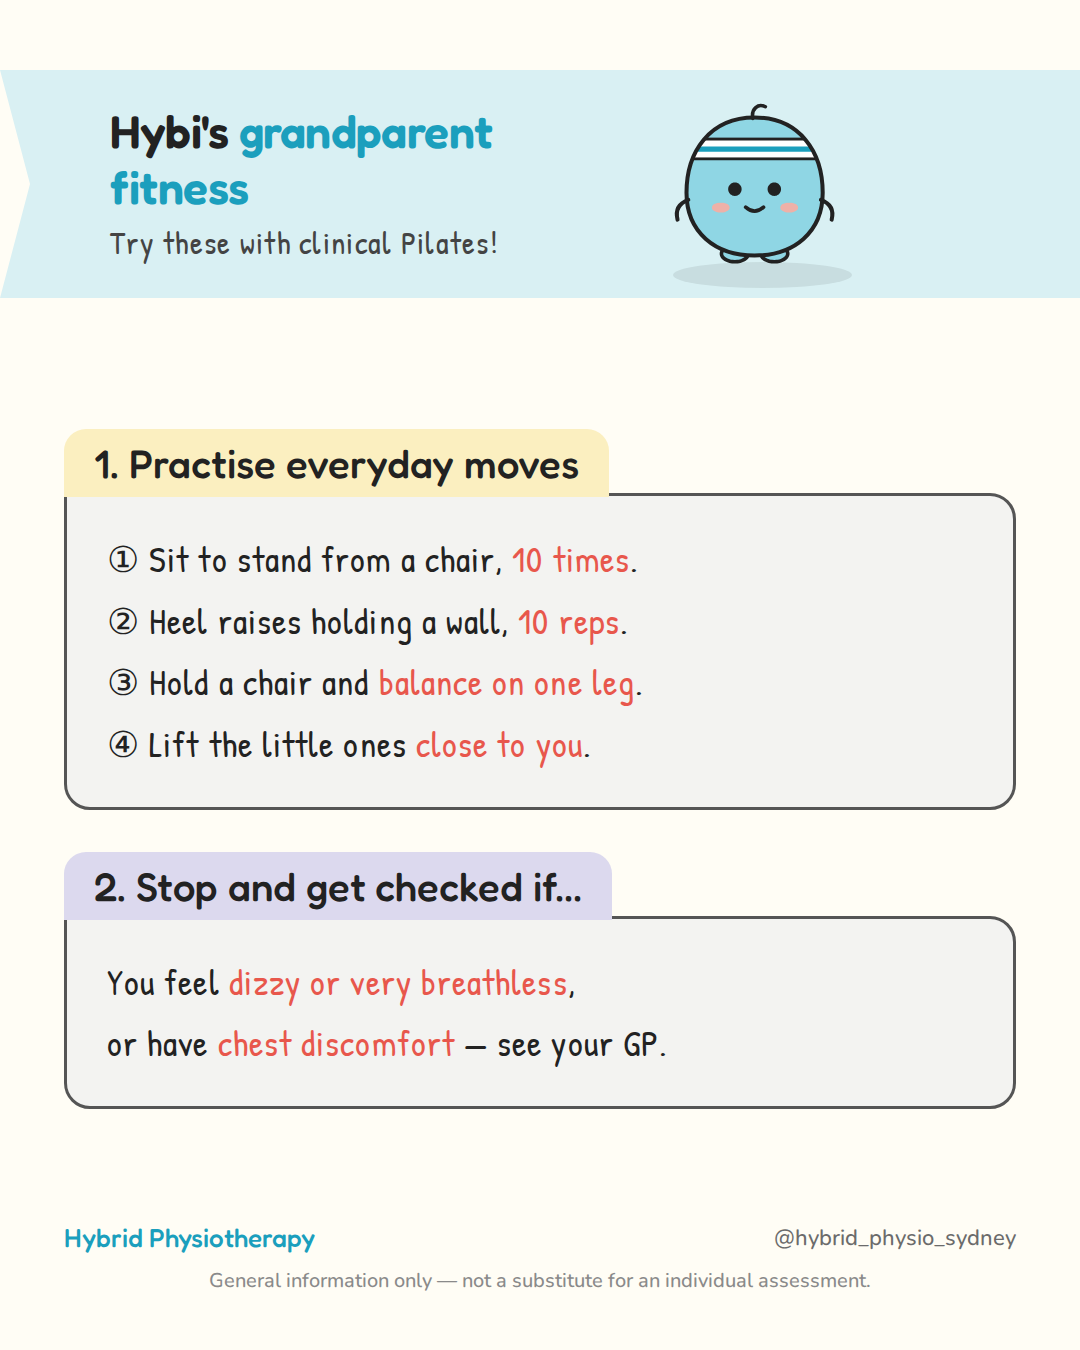 Hybi's grandparent
fitness
Try these with clinical Pilates!
1. Practise everyday moves
① Sit to stand from a chair, 10 times.
② Heel raises holding a wall, 10 reps.
③ Hold a chair and balance on one leg.
④ Lift the little ones close to you.
2. Stop and get checked if...
You feel dizzy or very breathless,
or have chest discomfort — see your GP.
Hybrid Physiotherapy
@hybrid_physio_sydney
General information only — not a substitute for an individual assessment.